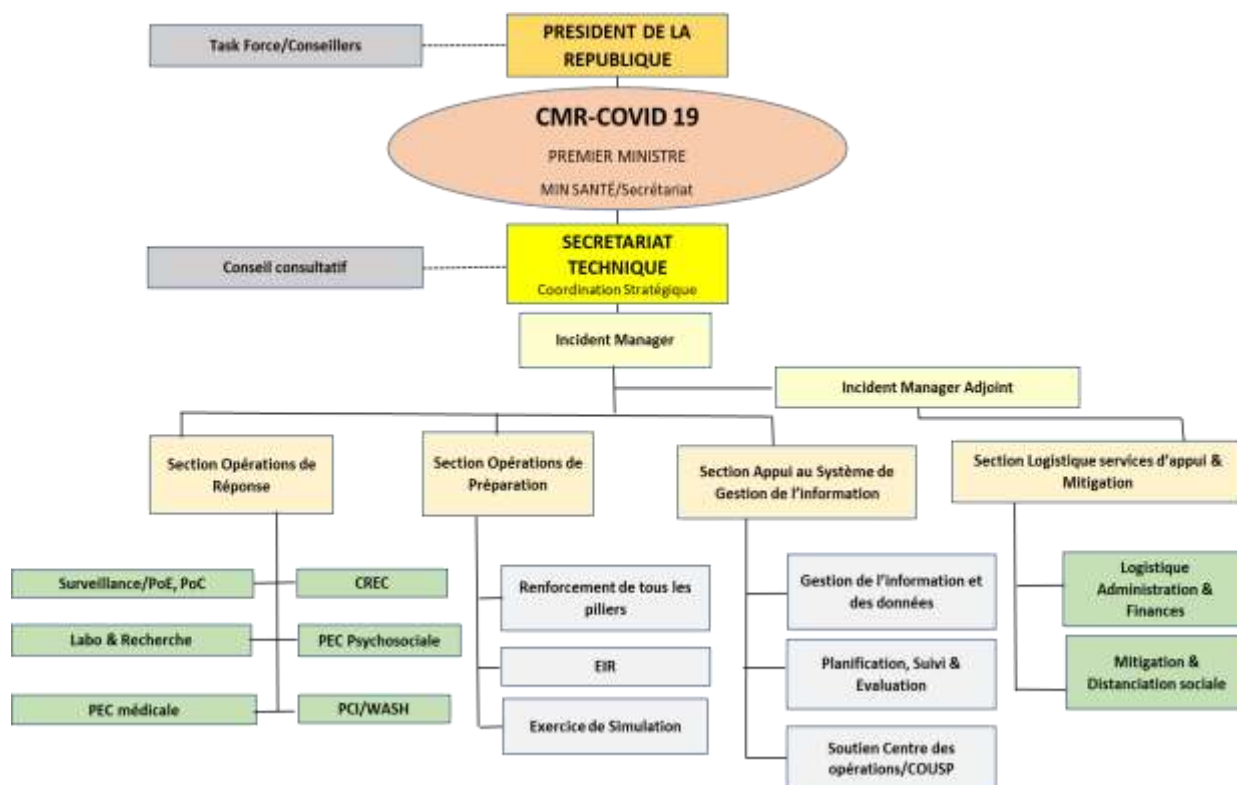 PRESIDENT DE LA
REPUBLIQUE
Task Force/Conseillers
CMR-COVID 19
PREMIER MINISTRE
MIN SANTÉ/Secrétariat
SECRETARIAT
TECHNIQUE
Coordination Stratégique
Conseil consultatif
Incident Manager
Incident Manager Adjoint
Section Opérations de
Réponse
Section Opérations de
Préparation
Section Appui au Système de
Gestion de l'information
Section Logistique services d'appui &
Mitigation
Surveillance/PoE, PoC
CREC
Labo & Recherche
PEC Psychosociale
PEC médicale
PCI/WASH
Renforcement de tous les
piliers
EIR
Exercice de Simulation
Gestion de l'information et
des données
Planification, Suivi &
Evaluation
Soutien Centre des
opérations/COUSP
Logistique
Administration &
Finances
Mitigation &
Distanciation sociale